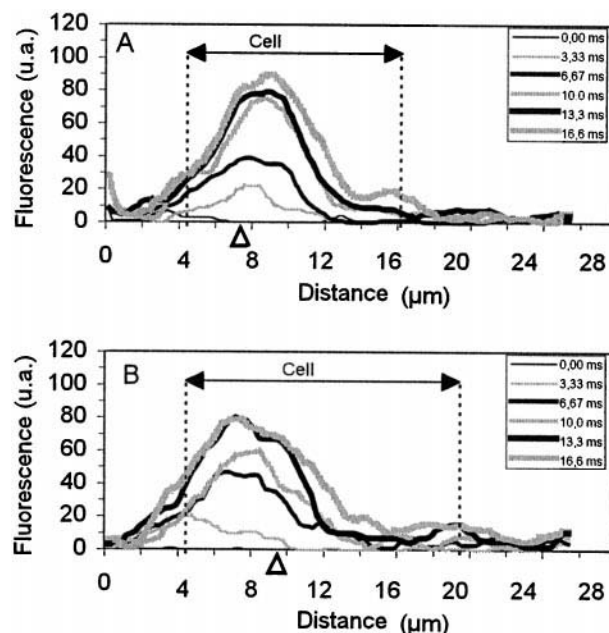 A
Fluorescence (u.a.)
120
100
80
60
40
20
0
Cell
0,00 ms
3,33 ms
6,67 ms
10.0 ms
13,3 ms
16,6 ms
0 4 8 12 16 20 24 28
Distance (µm)
B
Fluorescence (u.a.)
120
100
80
60
40
20
0
Cell
0,00 ms
3,33 ms
6,67 ms
10,0 ms
13,3 ms
16,6 ms
0 4 8 12 16 20 24 28
Distance (µm)